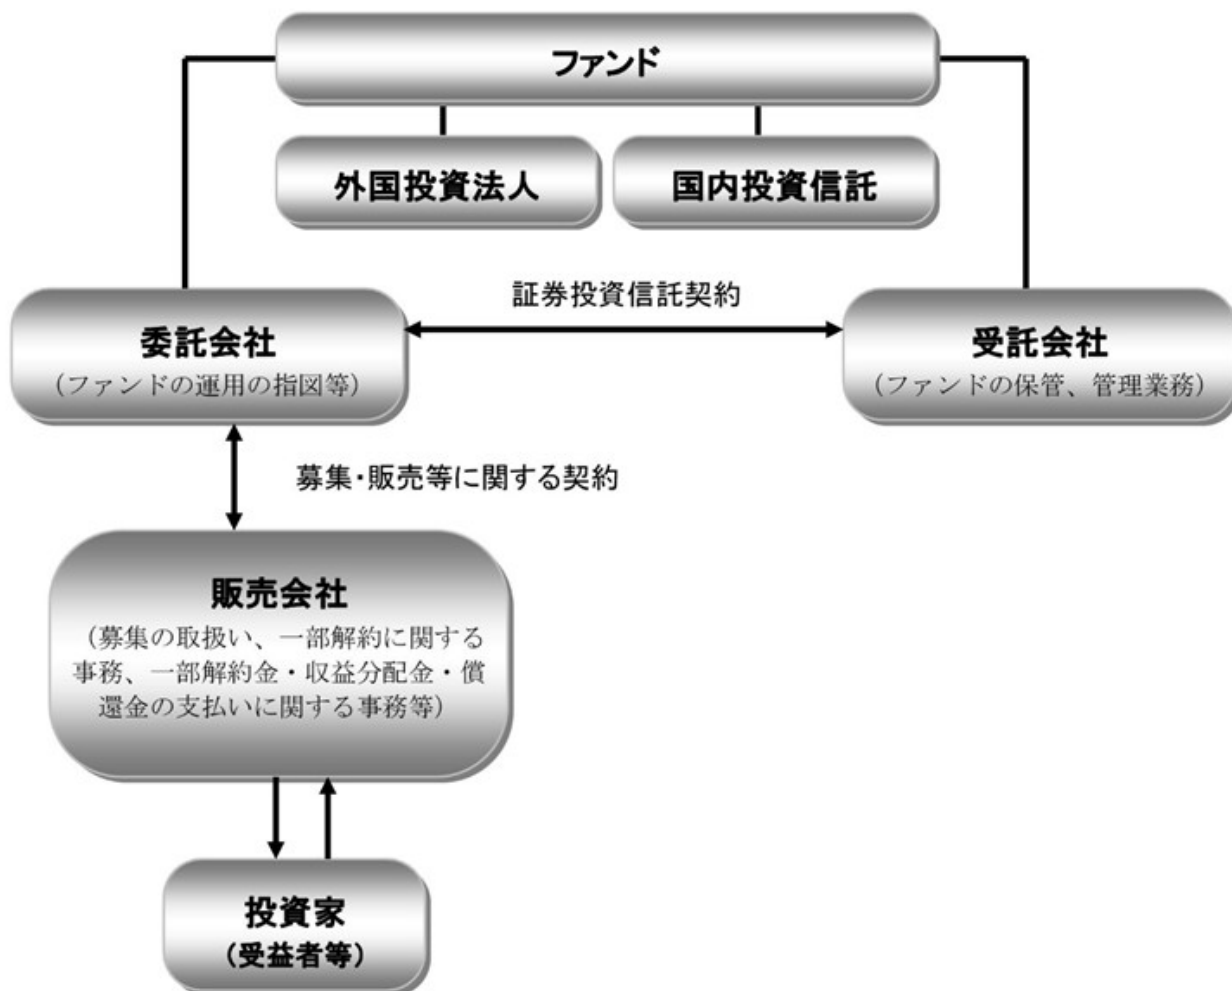 ファンド
外国投資法人
国内投資信託
証券投資信託契約
委託会社
（ファンドの運用の指図等）
受託会社
（ファンドの保管、管理業務）
募集・販売等に関する契約
販売会社
（募集の取扱い、一部解約に関する
事務、一部解約金・収益分配金・償
還金の支払いに関する事務等）
投資家
（受益者等）